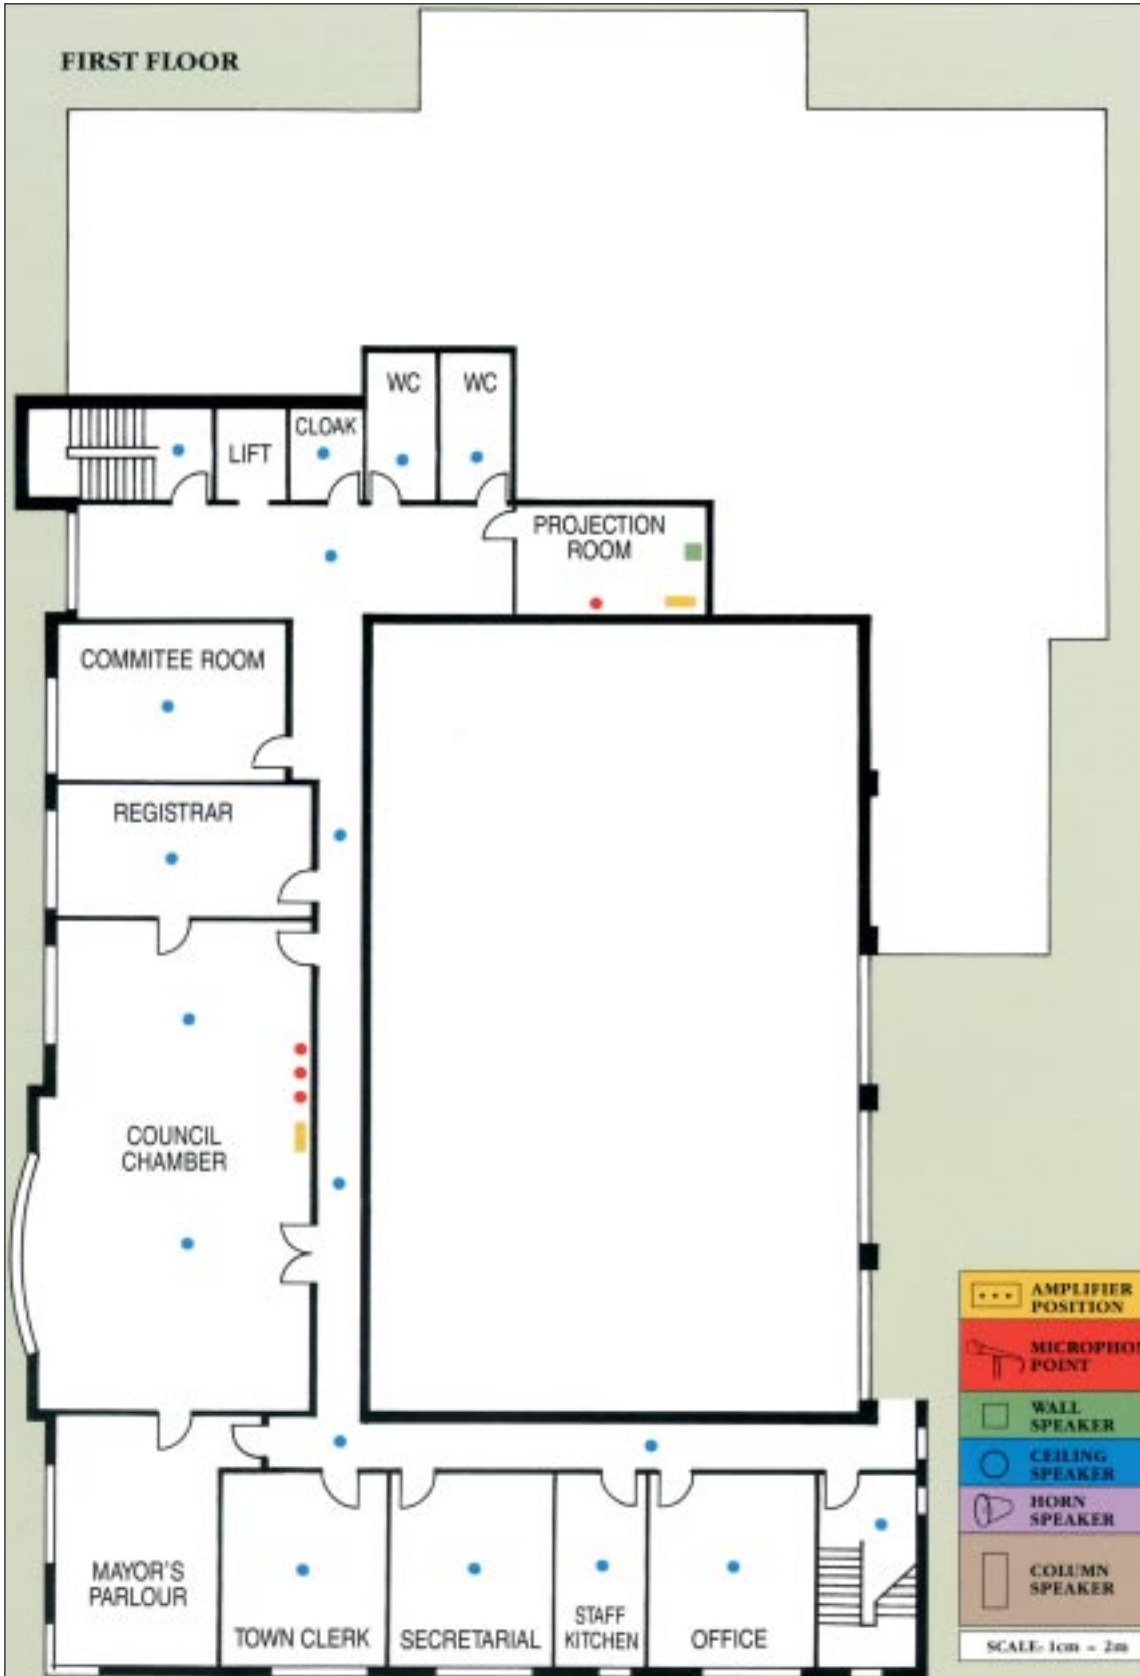 FIRST FLOOR
WC
WC
CLOAK
LIFT
PROJECTION
ROOM
COMMITEE ROOM
REGISTRAR
COUNCIL
CHAMBER
MAYOR'S
PARLOUR
TOWN CLERK
SECRETARIAL
STAFF
KITCHEN
OFFICE
AMPLIFIER
POSITION
MICROPHON
POINT
WALL
SPEAKER
CEILING
SPEAKER
HORN
SPEAKER
COLUMN
SPEAKER
SCALE: 1cm = 2m